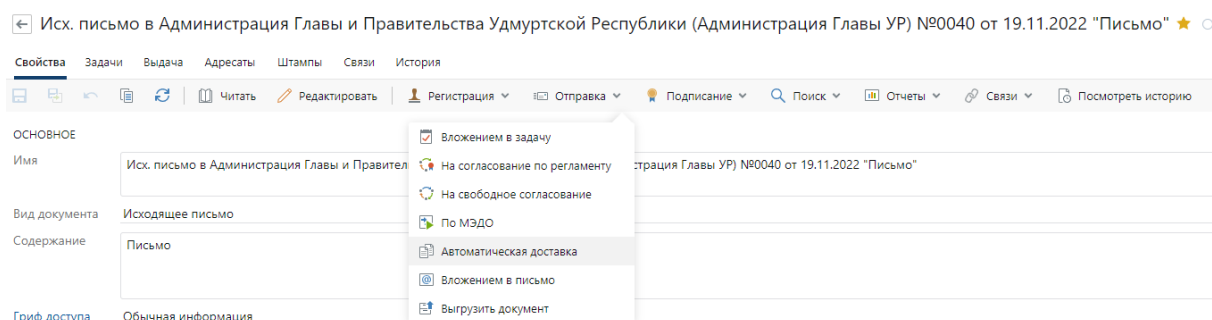 Исх. письмо в Администрация Главы и Правительства Удмуртской Республики (Администрация Главы УР) №0040 от 19.11.2022 "Письмо"
Свойства Задачи Выдача Адресаты Штампы Связи История
Читать Редактировать Регистрация Отправка Подписание Поиск Отчеты Связи Посмотреть историю
ОСНОВНОЕ
Вложением в задачу
Имя Исх. письмо в Администрация Главы и Правител На согласование по регламенту трация Главы УР) №0040 от 19.11.2022 "Письмо"
На свободное согласование
Вид документа Исходящее письмо По МЭДО
Содержание Письмо Автоматическая доставка
Вложением в письмо
Гриф доступа Обычная информация Выгрузить документ